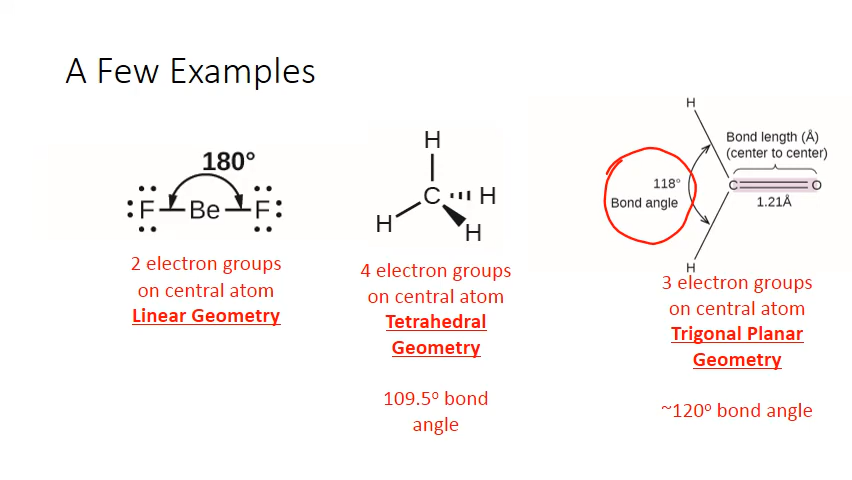 A Few Examples
180°
F Be F
2 electron groups
on central atom
Linear Geometry
H
C H
H
H
4 electron groups
on central atom
Tetrahedral
Geometry
109.5° bond
angle
H
Bond length (Å)
(center to center)
118°
Bond angle
C O
1.21Å
H
3 electron groups
on central atom
Trigonal Planar
Geometry
~120° bond angle